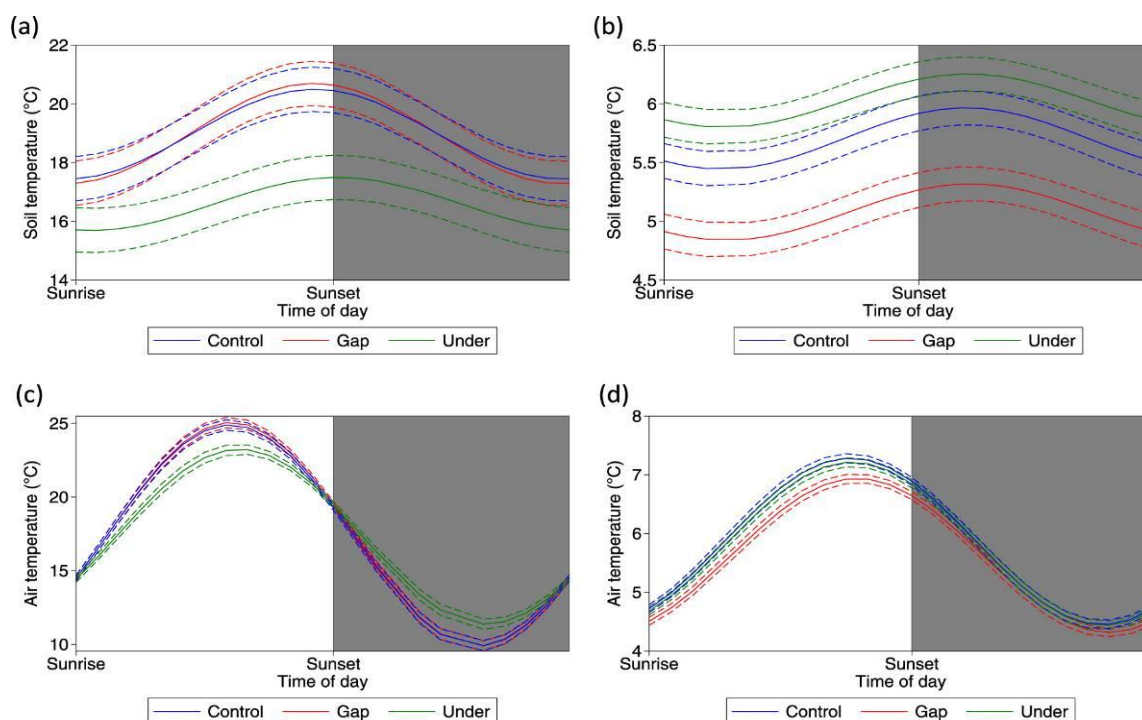 (a)
22
20
18
16
14
Soil temperature (°C)
Sunrise
Sunset
Time of day
Control Gap Under
(b)
6.5
6
5.5
5
4.5
Soil temperature (°C)
Sunrise
Sunset
Time of day
Control Gap Under
(c)
25
20
15
10
Air temperature (°C)
Sunrise
Sunset
Time of day
Control Gap Under
(d)
8
7
6
5
4
Air temperature (°C)
Sunrise
Sunset
Time of day
Control Gap Under